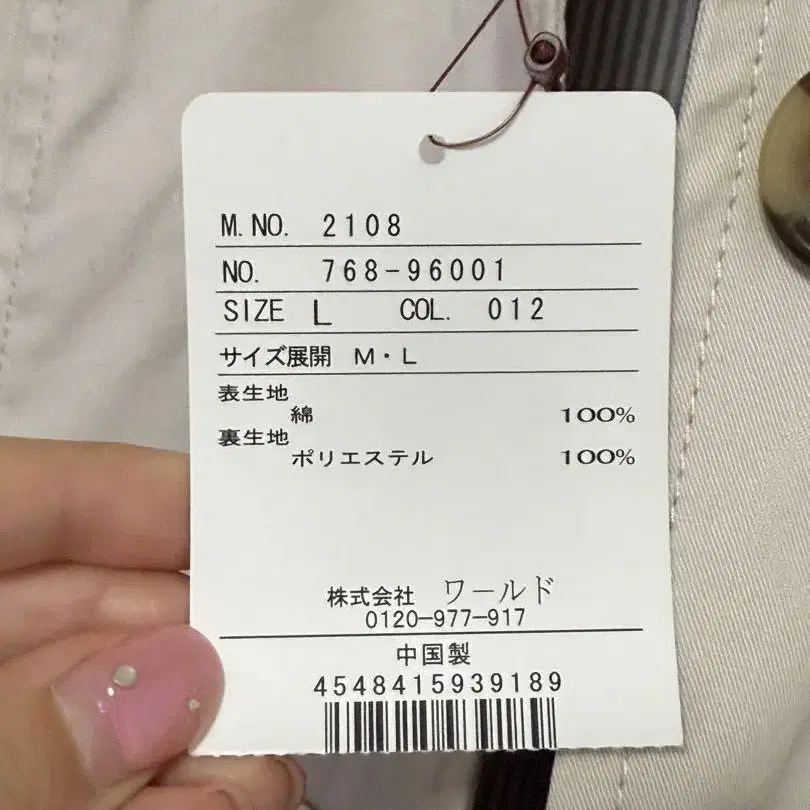 M.NO. 2108
NO. 768-96001
SIZE L COL. 012
サイズ展開 M・L
表生地
綿 100%
裏生地
ポリエステル 100%
株式会社 ワールド
0120-977-917
中国製
4548415939189